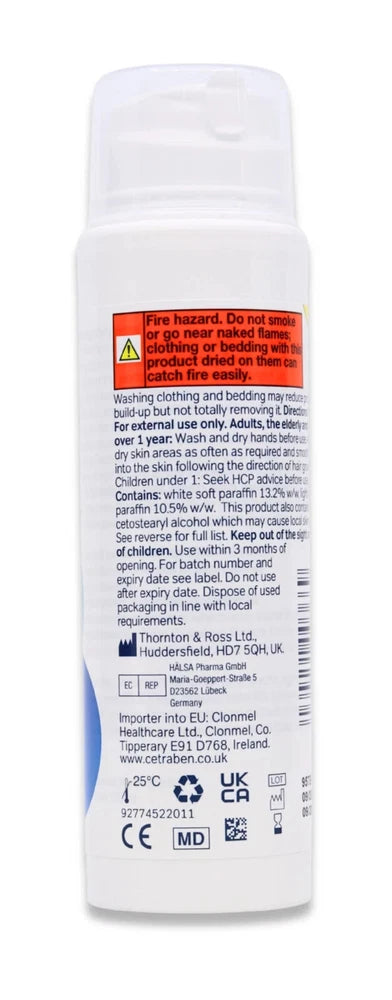 Fire hazard. Do not smoke
or go near naked flames;
clothing or bedding with this
product dried on them can
catch fire easily.
Washing clothing and bedding may reduce
build-up but not totally removing it.
For external use only. Adults, the elderly
over 1 year: Wash and dry hands before
dry skin areas as often as required and
into the skin following the direction of hair
Children under 1: Seek HCP advice before
Contains: white soft paraffin 13.2% w/w,
paraffin 10.5% w/w. This product also
cetostearyl alcohol which may cause local
See reverse for full list. Keep out of the
of children. Use within 3 months of
opening. For batch number and
expiry date see label. Do not use
after expiry date. Dispose of used
packaging in line with local
requirements.
Thornton & Ross Ltd.,
Huddersfield, HD7 5QH, UK.
EC REP
HÄLSA Pharma GmbH
Maria-Goeppert-Straße 5
D23562 Lübeck
Germany
Importer into EU: Clonmel
Healthcare Ltd., Clonmel, Co.
Tipperary E91 D768, Ireland.
www.cetraben.co.uk
25°C
UK
CA
LOT
92774522011
CE
MD